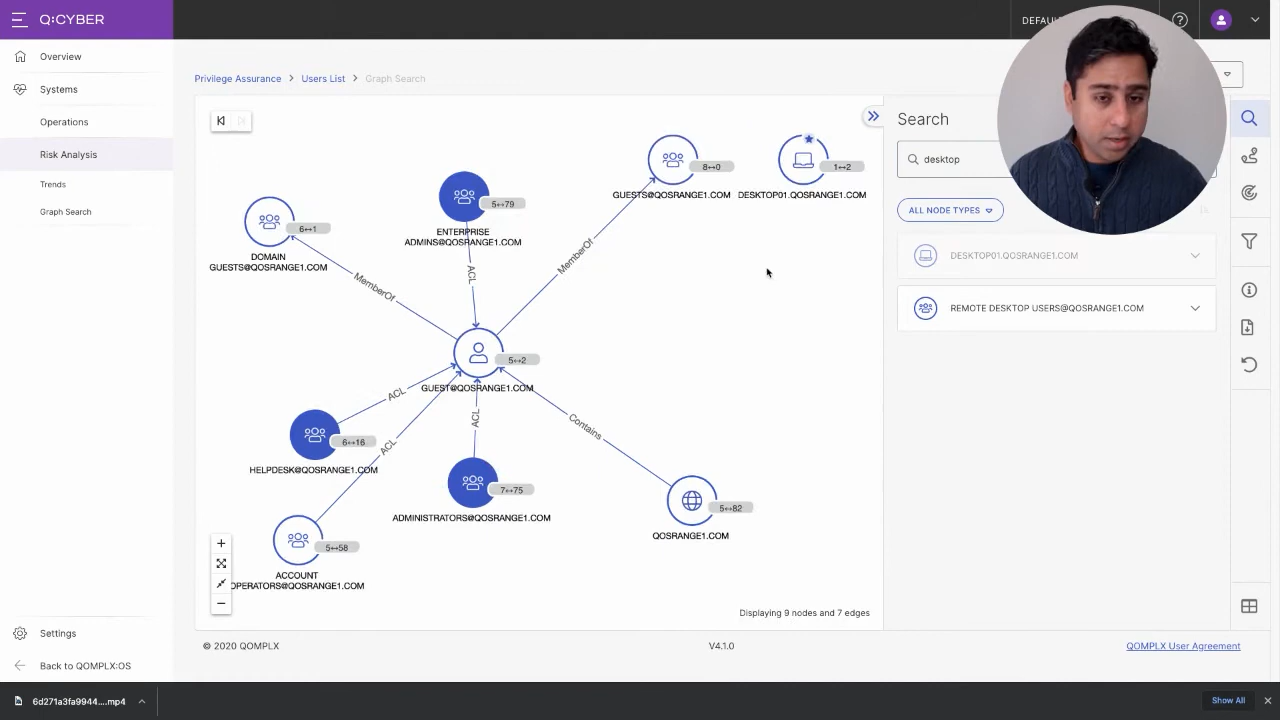 Q:CYBER
DEFAUL
Overview
Systems
Operations
Risk Analysis
Trends
Graph Search
Settings
Back to QOMPLX:OS
Privilege Assurance > Users List > Graph Search
GUESTS@QOSRANGE1.COM
8↔0
DESKTOP01.QOSRANGE1.COM
1↔2
ENTERPRISE
ADMINS@QOSRANGE1.COM
5↔79
DOMAIN
GUESTS@QOSRANGE1.COM
6↔1
MemberOf
ACL
MemberOf
GUEST@QOSRANGE1.COM
5↔2
ACL
ACL
ACL
Contains
HELPDESK@QOSRANGE1.COM
6↔16
ADMINISTRATORS@QOSRANGE1.COM
7↔75
QOSRANGE1.COM
5↔82
ACCOUNT
OPERATORS@QOSRANGE1.COM
5↔58
Displaying 9 nodes and 7 edges
Search
desktop
ALL NODE TYPES
DESKTOP01.QOSRANGE1.COM
REMOTE DESKTOP USERS@QOSRANGE1.COM
© 2020 QOMPLX
V4.1.0
QOMPLX User Agreement
6d271a3fa9944....mp4
Show All